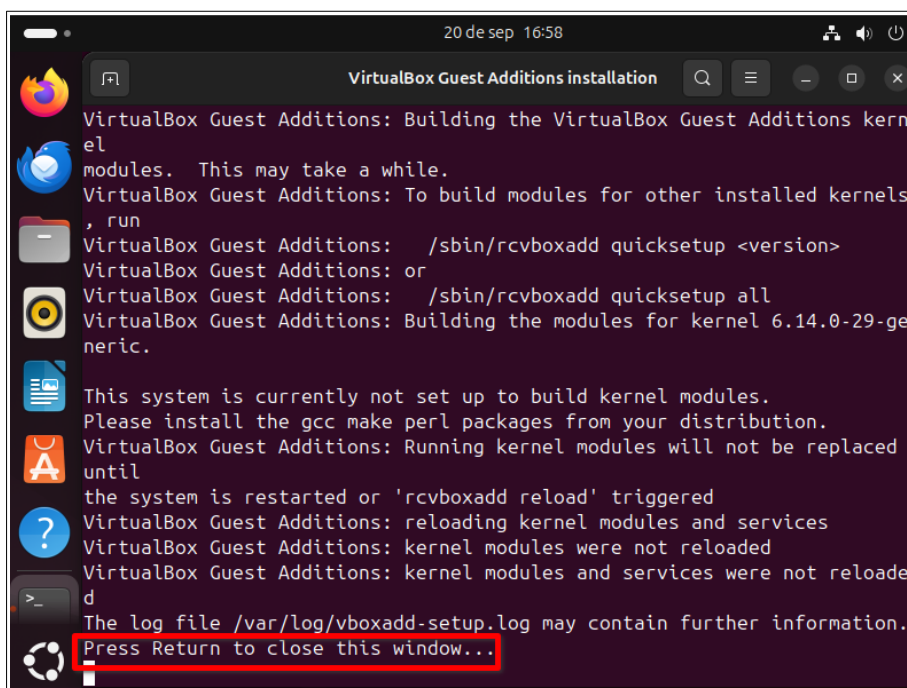 20 de sep 16:58
VirtualBox Guest Additions installation
VirtualBox Guest Additions: Building the VirtualBox Guest Additions kern
el
modules.  This may take a while.
VirtualBox Guest Additions: To build modules for other installed kernels
, run
VirtualBox Guest Additions:   /sbin/rcvboxadd quicksetup <version>
VirtualBox Guest Additions: or
VirtualBox Guest Additions:   /sbin/rcvboxadd quicksetup all
VirtualBox Guest Additions: Building the modules for kernel 6.14.0-29-ge
neric.
This system is currently not set up to build kernel modules.
Please install the gcc make perl packages from your distribution.
VirtualBox Guest Additions: Running kernel modules will not be replaced
until
the system is restarted or 'rcvboxadd reload' triggered
VirtualBox Guest Additions: reloading kernel modules and services
VirtualBox Guest Additions: kernel modules were not reloaded
VirtualBox Guest Additions: kernel modules and services were not reloade
d
The log file /var/log/vboxadd-setup.log may contain further information.
Press Return to close this window...